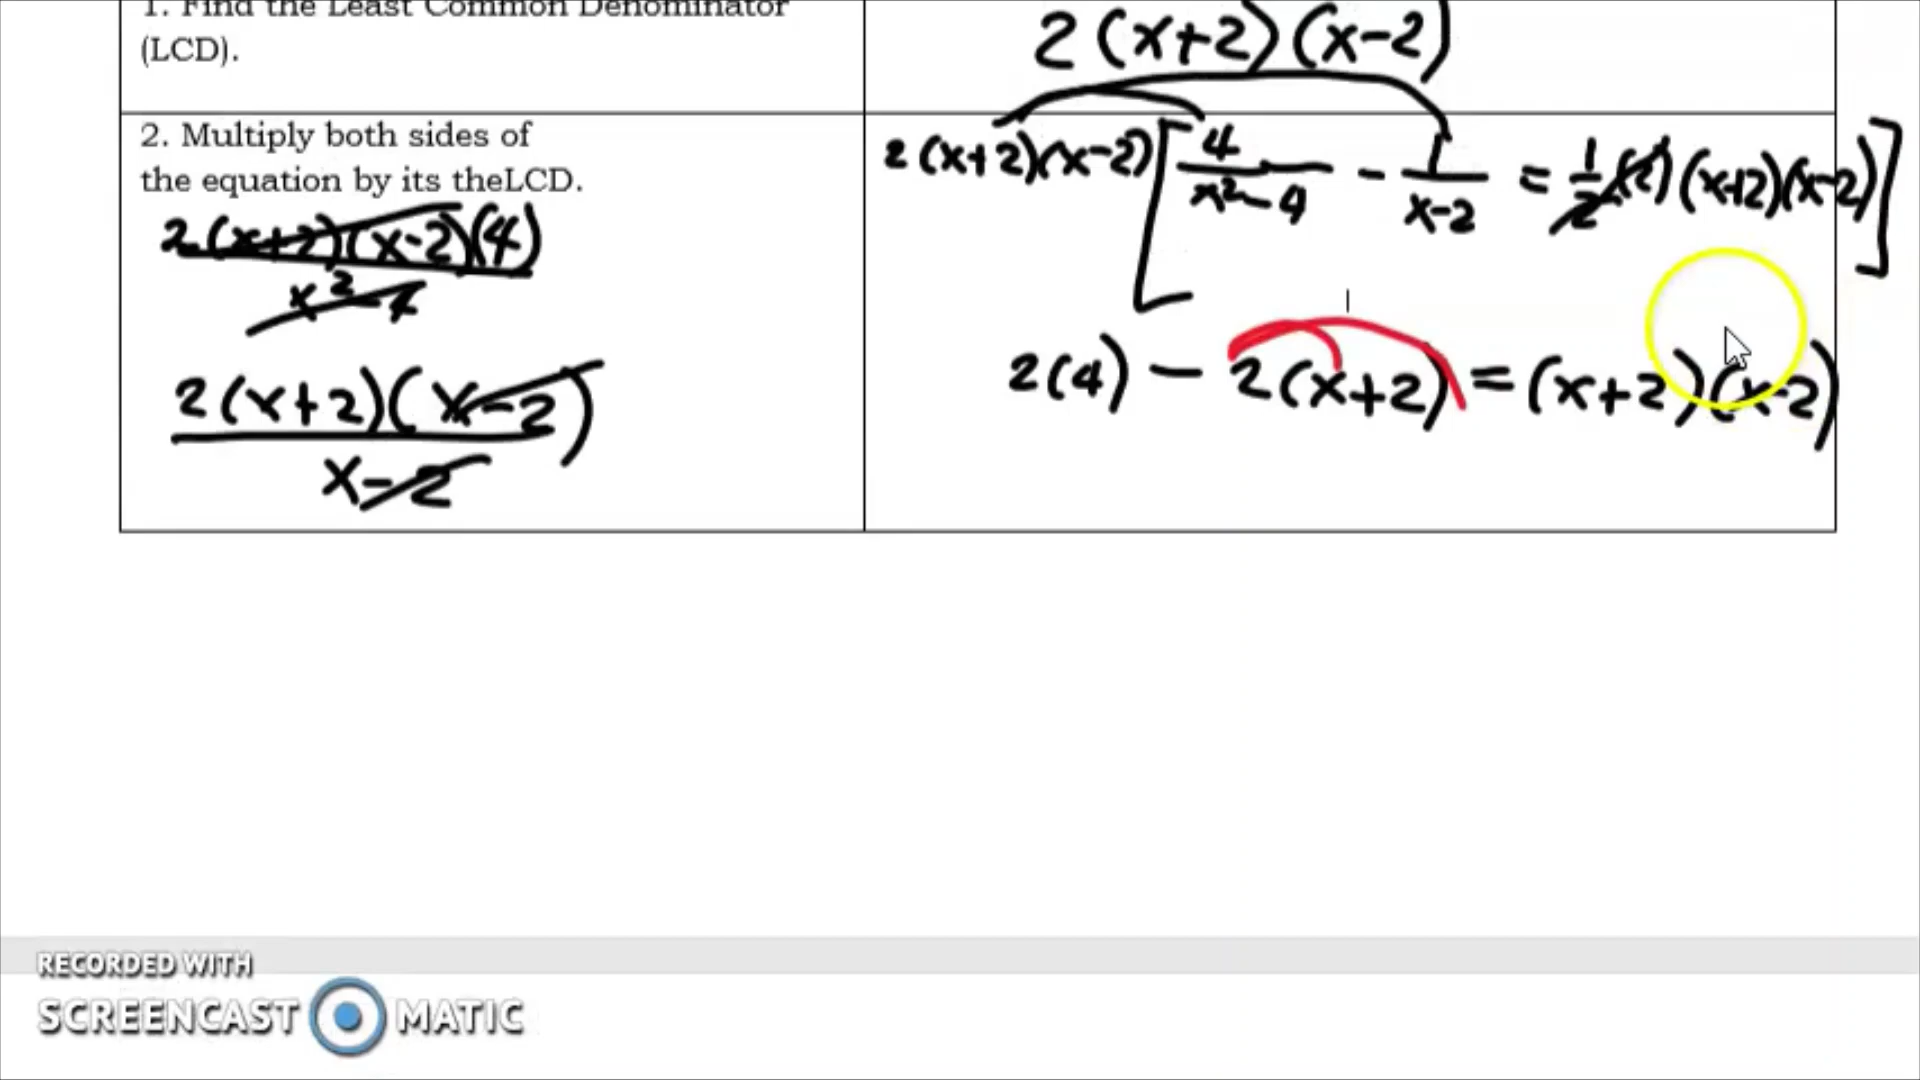 1. Find the Least Common Denominator
(LCD).
2(x+2)(x-2)
2. Multiply both sides of
the equation by its theLCD.
2(x+2)(x-2)(4)
x²-4
2(x+2)(x-2)
x-2
2(x+2)(x-2)[4/x²-4 - 1/x-2 = 1/2(2)(x+2)(x-2)]
2(4) - 2(x+2) = (x+2)(x-2)
RECORDED WITH
SCREENCAST MATIC